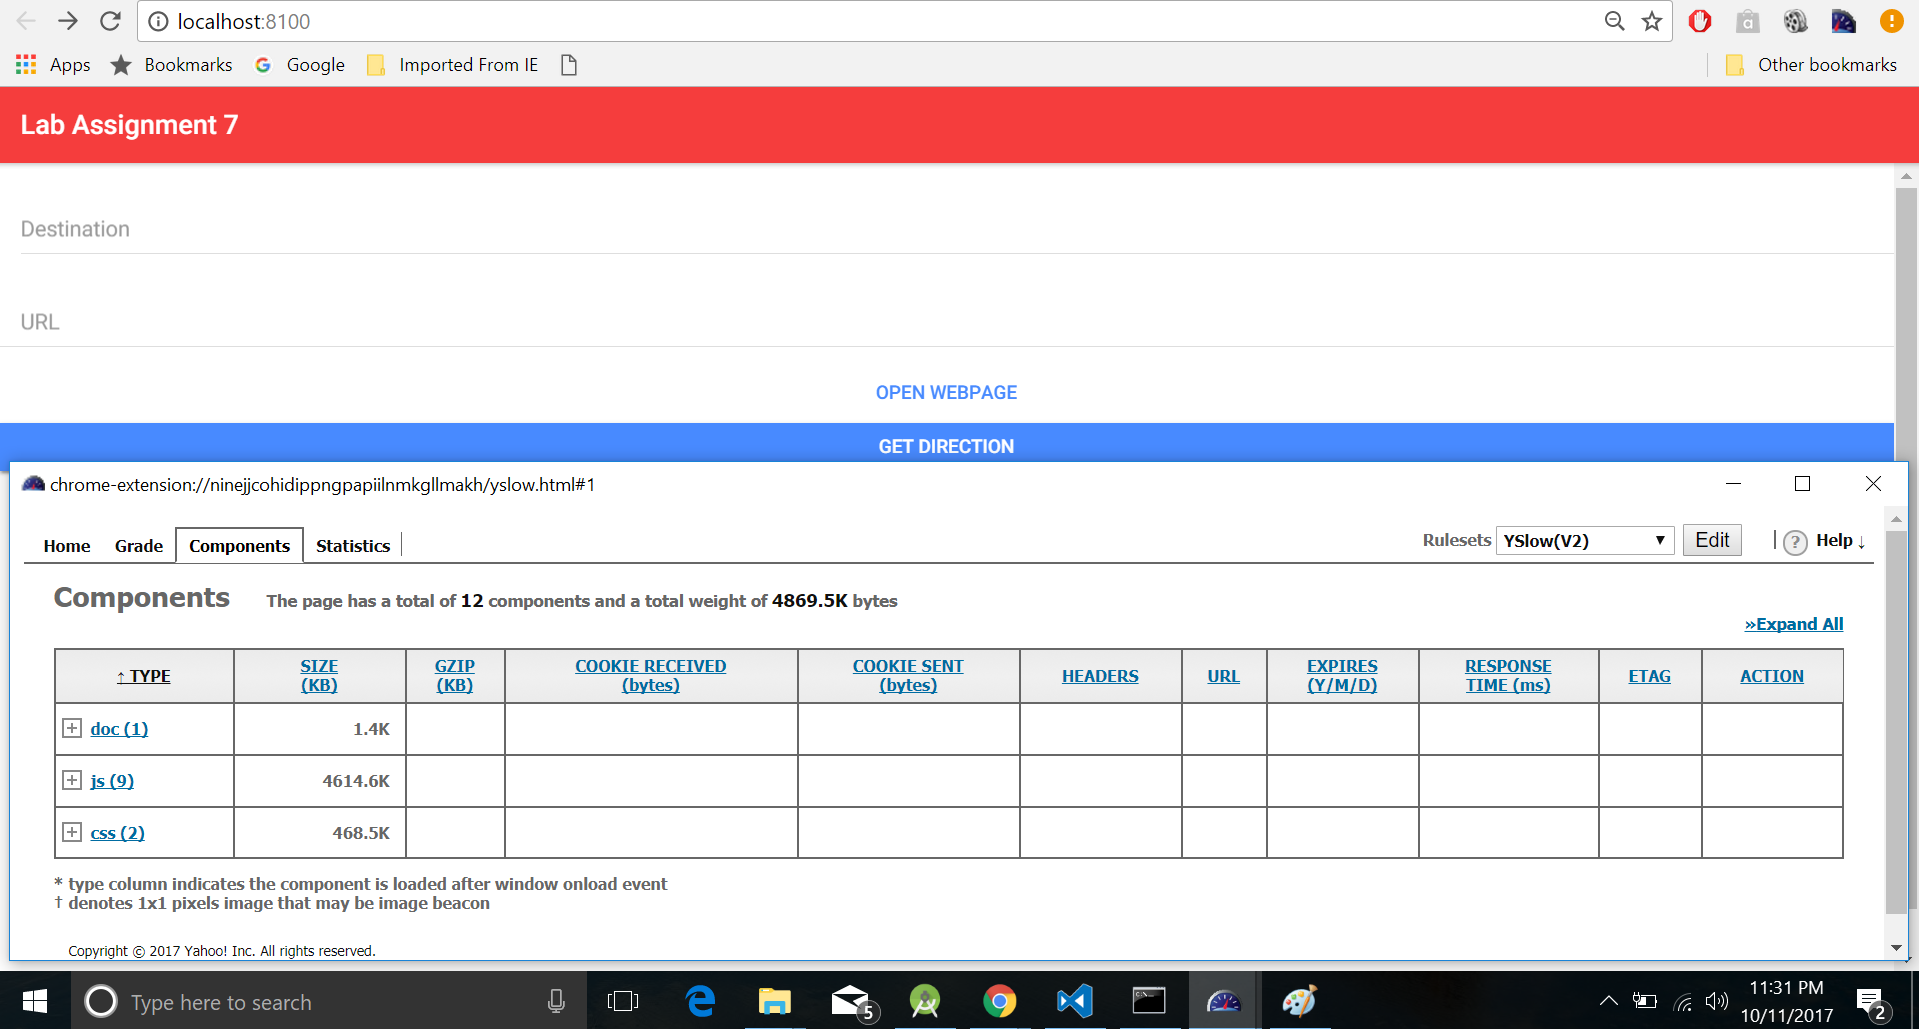 localhost:8100
Apps Bookmarks Google Imported From IE Other bookmarks
Lab Assignment 7
Destination
URL
OPEN WEBPAGE
GET DIRECTION
chrome-extension://ninejjcohidippngpapiilnmkgllmakh/yslow.html#1
Home Grade Components Statistics Rulesets YSlow(V2) Edit ? Help ↓
Components The page has a total of 12 components and a total weight of 4869.5K bytes
»Expand All
↑ TYPE SIZE (KB) GZIP (KB) COOKIE RECEIVED (bytes) COOKIE SENT (bytes) HEADERS URL EXPIRES (Y/M/D) RESPONSE TIME (ms) ETAG ACTION
doc (1) 1.4K
js (9) 4614.6K
css (2) 468.5K
* type column indicates the component is loaded after window onload event
† denotes 1x1 pixels image that may be image beacon
Copyright © 2017 Yahoo! Inc. All rights reserved.
Type here to search 5 11:31 PM
10/11/2017 2